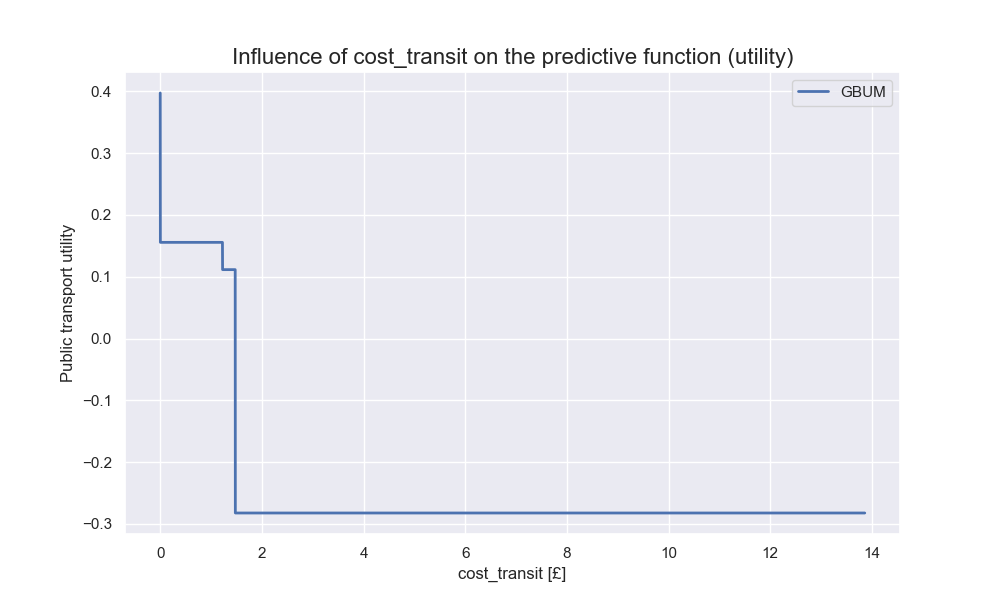 Influence of cost_transit on the predictive function (utility)
GBUM
Public transport utility
0.4
0.3
0.2
0.1
0.0
−0.1
−0.2
−0.3
0 2 4 6 8 10 12 14
cost_transit [£]